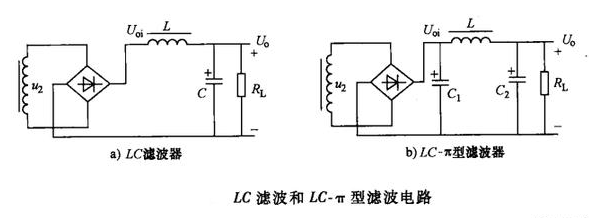 Uoi L Uo
+
u2 + C RL
−
a) LC滤波器
Uoi L Uo
+
u2 + C1 + C2 RL
−
b) LC-π型滤波器
LC 滤波和 LC-π 型滤波电路